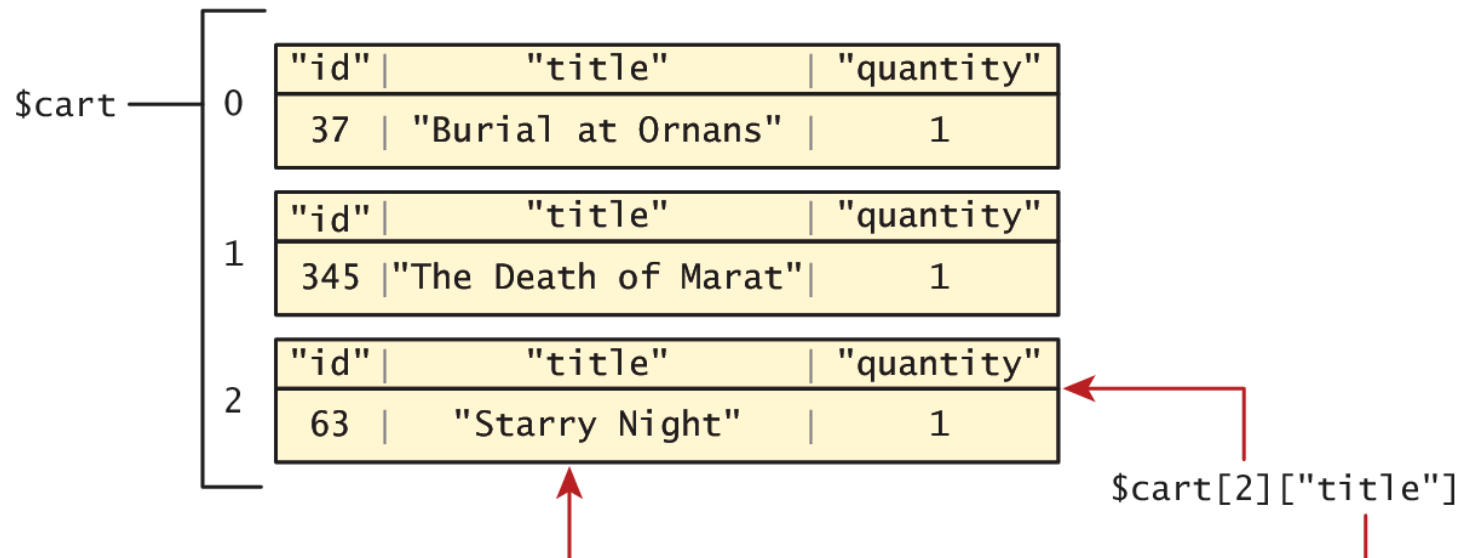 "id"| "title" | "quantity"
$cart 0
37 | "Burial at Ornans" | 1
"id"| "title" | "quantity"
1
345 |"The Death of Marat"| 1
"id"| "title" | "quantity"
2
63 | "Starry Night" | 1
$cart[2]["title"]